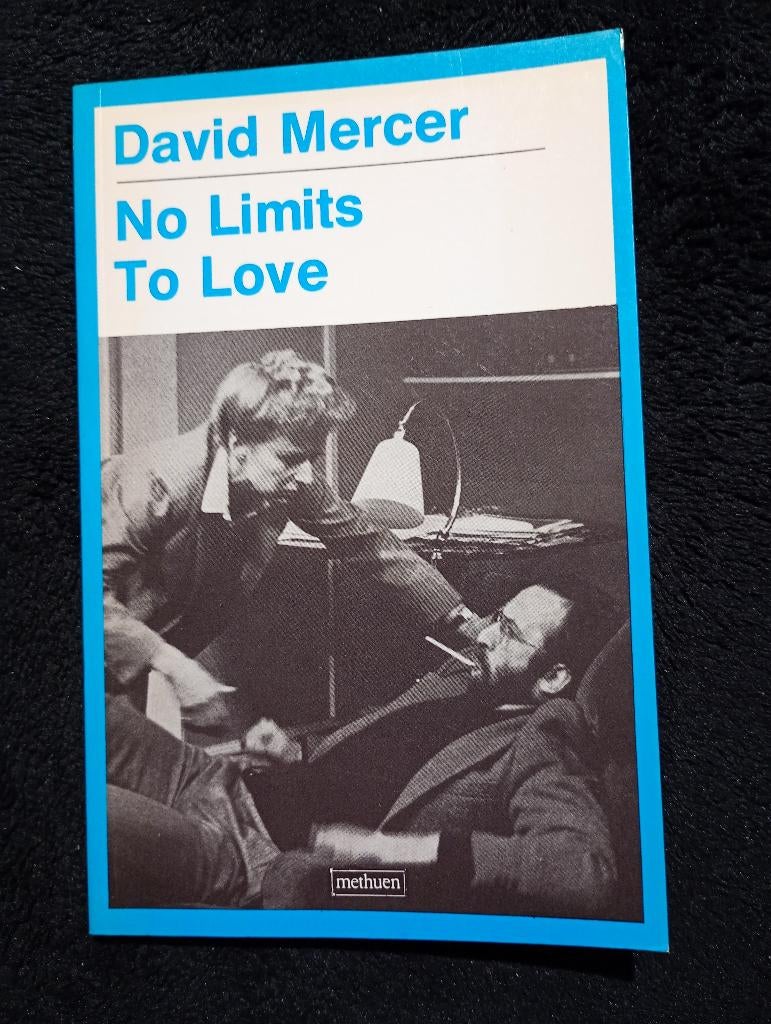 David Mercer
No Limits
To Love
methuen